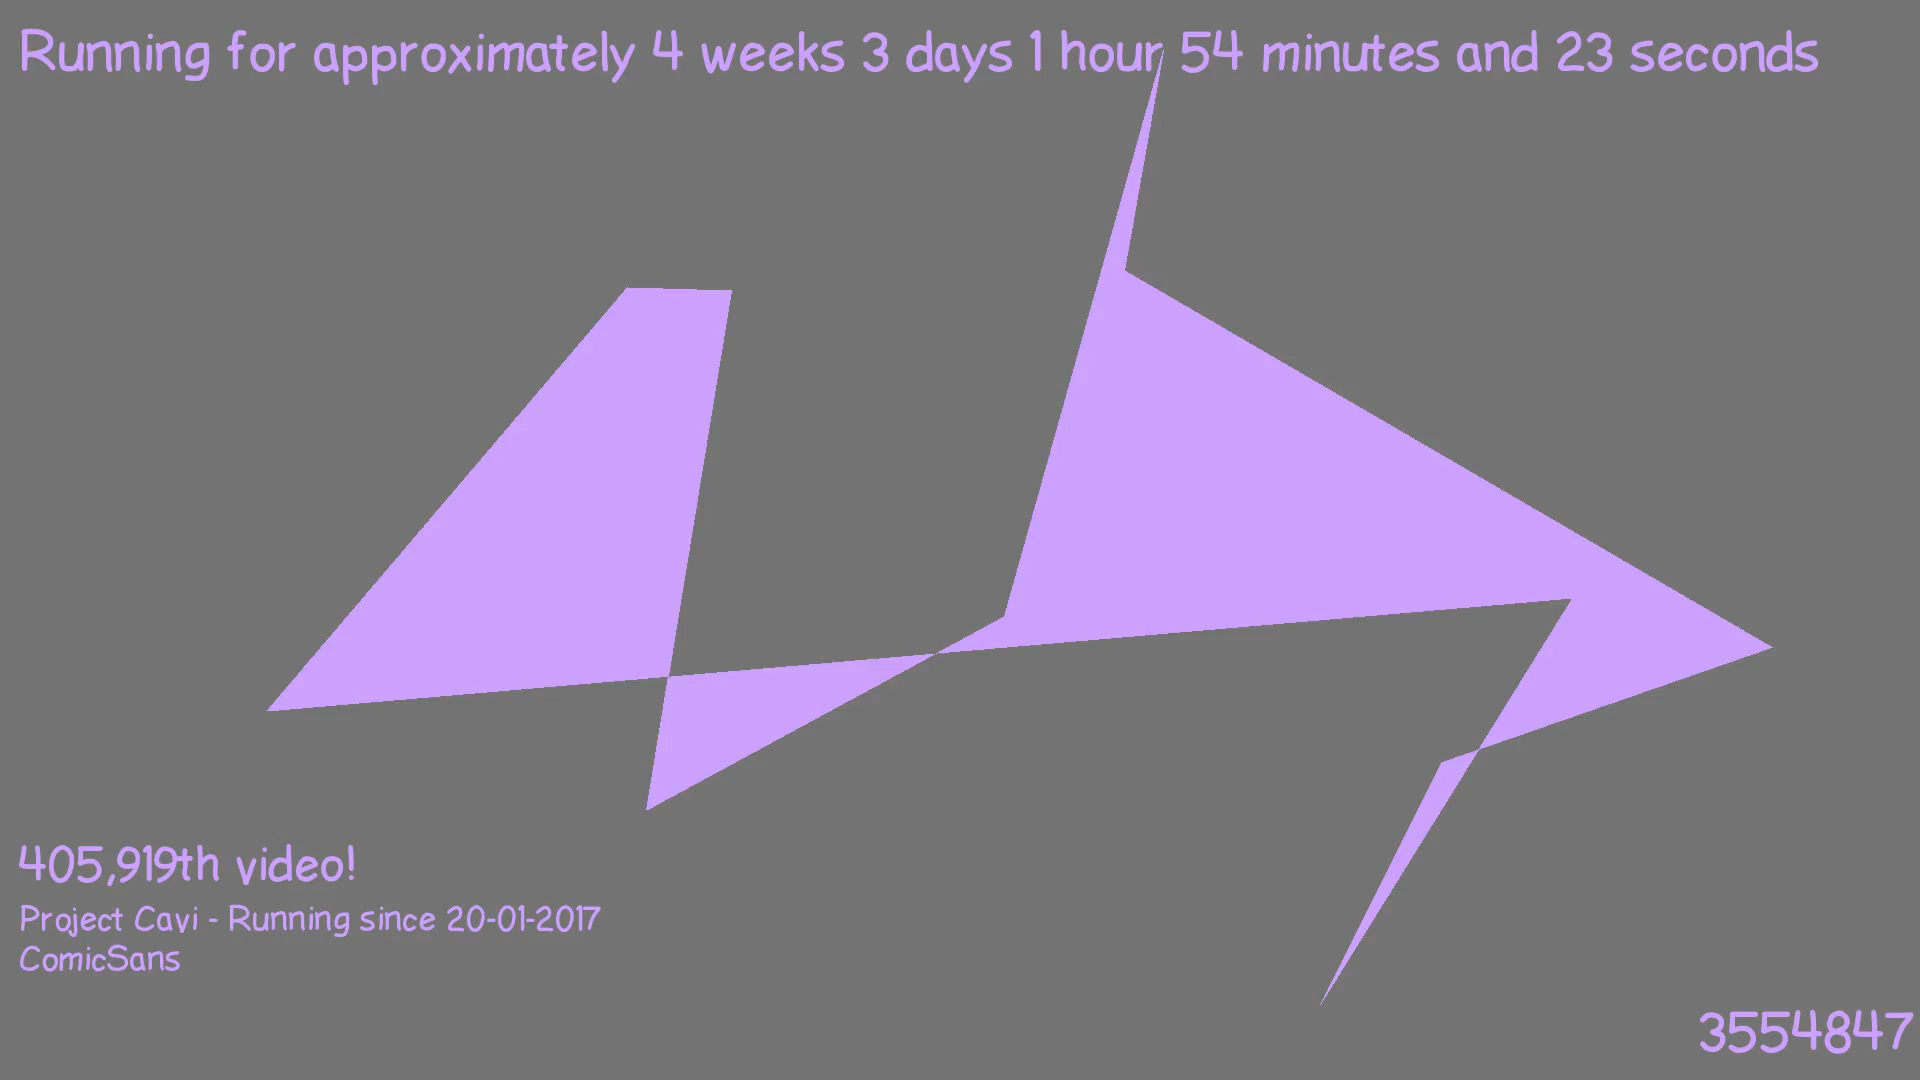 Running for approximately 4 weeks 3 days 1 hour 54 minutes and 23 seconds
405,919th video!
Project Cavi - Running since 20-01-2017
ComicSans
3554847